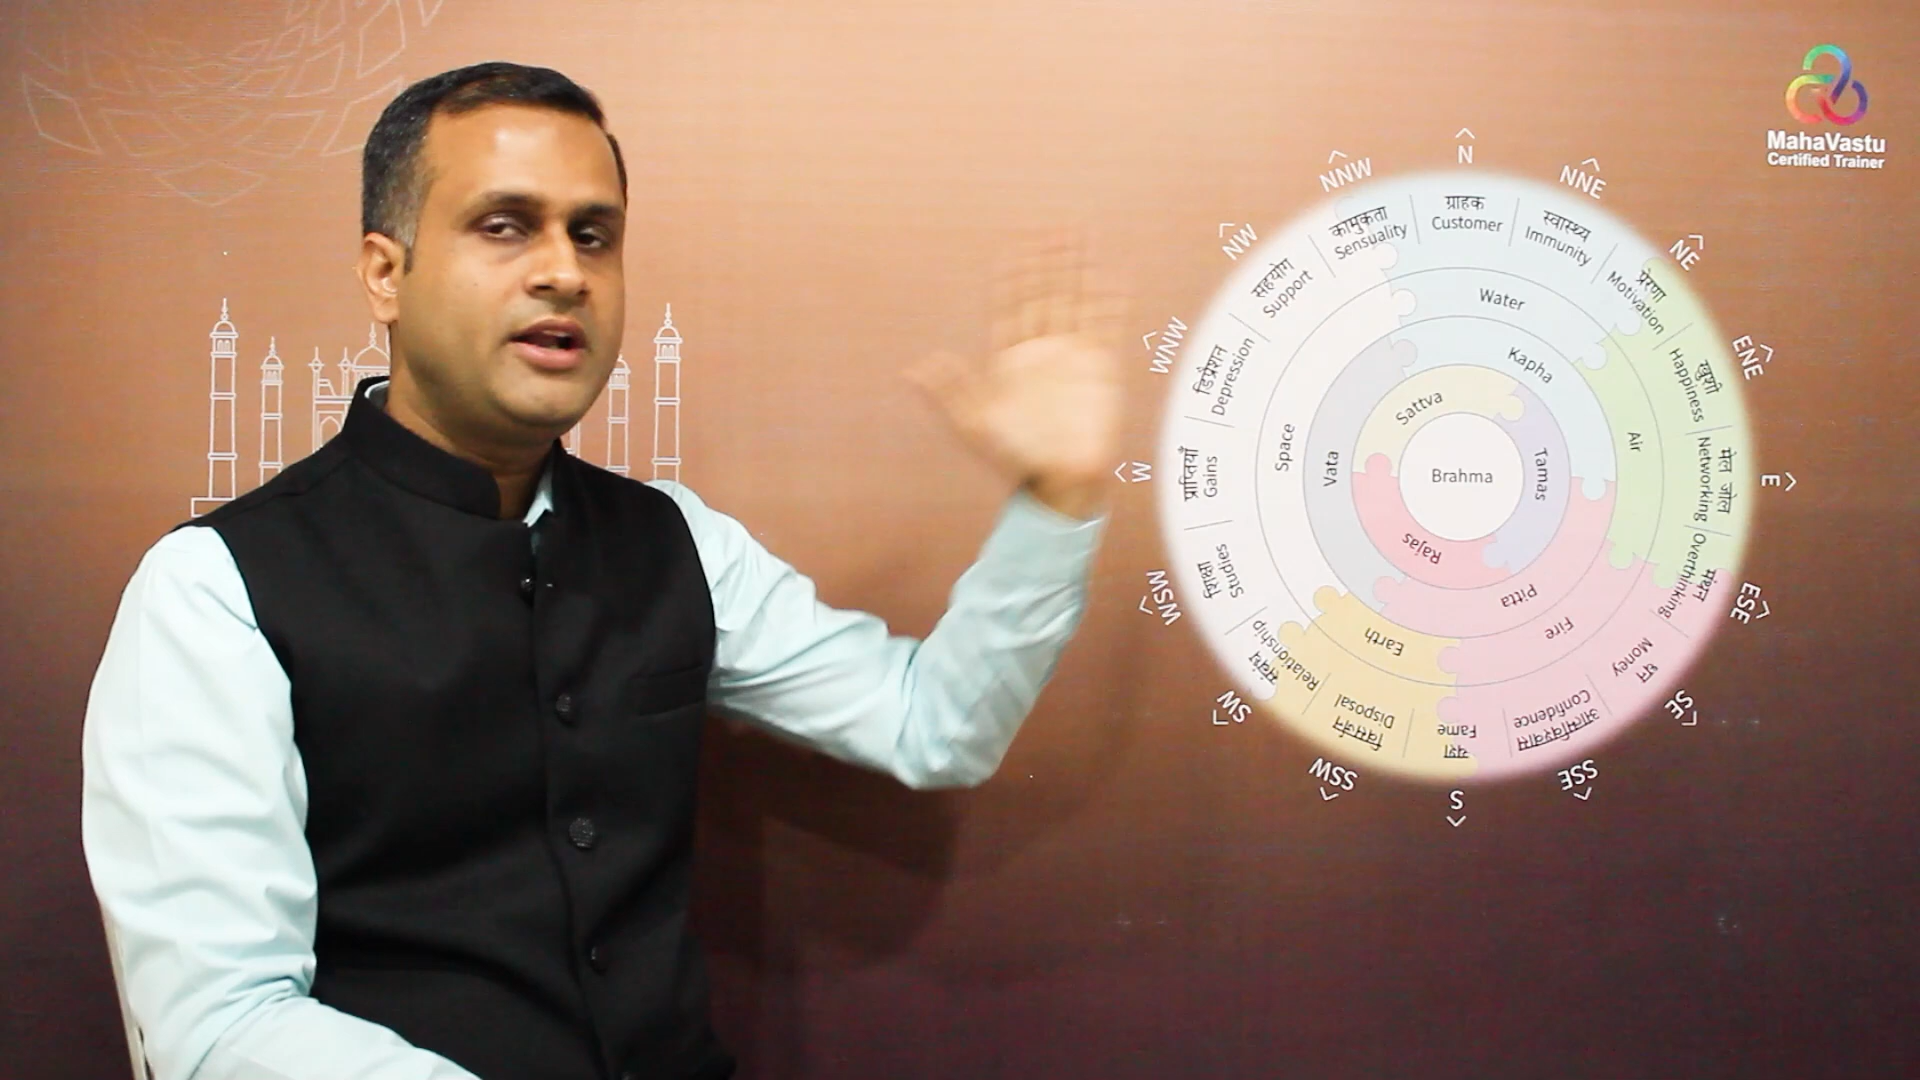 MahaVastu
Certified Trainer
N
NNE
NE
ENE
E
ESE
SE
SSE
S
SSW
SW
WSW
W
WNW
NW
NNW
ग्राहक
Customer
स्वास्थ्य
Immunity
प्रेरणा
Motivation
खुशी
Happiness
मेल जोल
Networking
मंथन
Overthinking
धन
Money
आत्मविश्वास
Confidence
यश
Fame
विसर्जन
Disposal
संबंध
Relationship
शिक्षा
Studies
प्राप्तियाँ
Gains
डिप्रैशन
Depression
सहयोग
Support
कामुकता
Sensuality
Water
Air
Fire
Earth
Space
Kapha
Pitta
Vata
Sattva
Tamas
Rajas
Brahma